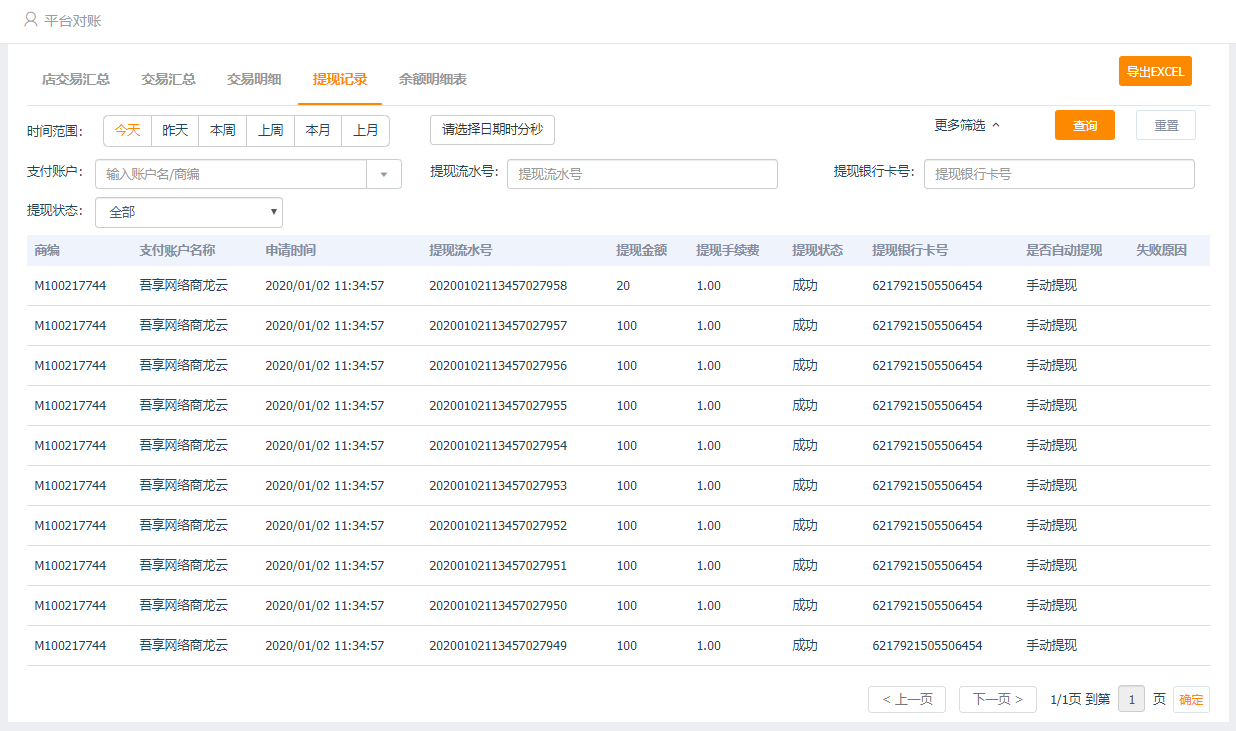 平台对账
店交易汇总 交易汇总 交易明细 提现记录 余额明细表 导出EXCEL
时间范围: 今天 昨天 本周 上周 本月 上月 请选择日期时分秒 更多筛选 查询 重置
支付账户: 输入账户名/商编 提现流水号: 提现流水号 提现银行卡号: 提现银行卡号
提现状态: 全部
商编 支付账户名称 申请时间 提现流水号 提现金额 提现手续费 提现状态 提现银行卡号 是否自动提现 失败原因
M100217744 吾享网络商龙云 2020/01/02 11:34:57 20200102113457027958 20 1.00 成功 6217921505506454 手动提现
M100217744 吾享网络商龙云 2020/01/02 11:34:57 20200102113457027957 100 1.00 成功 6217921505506454 手动提现
M100217744 吾享网络商龙云 2020/01/02 11:34:57 20200102113457027956 100 1.00 成功 6217921505506454 手动提现
M100217744 吾享网络商龙云 2020/01/02 11:34:57 20200102113457027955 100 1.00 成功 6217921505506454 手动提现
M100217744 吾享网络商龙云 2020/01/02 11:34:57 20200102113457027954 100 1.00 成功 6217921505506454 手动提现
M100217744 吾享网络商龙云 2020/01/02 11:34:57 20200102113457027953 100 1.00 成功 6217921505506454 手动提现
M100217744 吾享网络商龙云 2020/01/02 11:34:57 20200102113457027952 100 1.00 成功 6217921505506454 手动提现
M100217744 吾享网络商龙云 2020/01/02 11:34:57 20200102113457027951 100 1.00 成功 6217921505506454 手动提现
M100217744 吾享网络商龙云 2020/01/02 11:34:57 20200102113457027950 100 1.00 成功 6217921505506454 手动提现
M100217744 吾享网络商龙云 2020/01/02 11:34:57 20200102113457027949 100 1.00 成功 6217921505506454 手动提现
< 上一页 下一页 > 1/1页 到第 1 页 确定